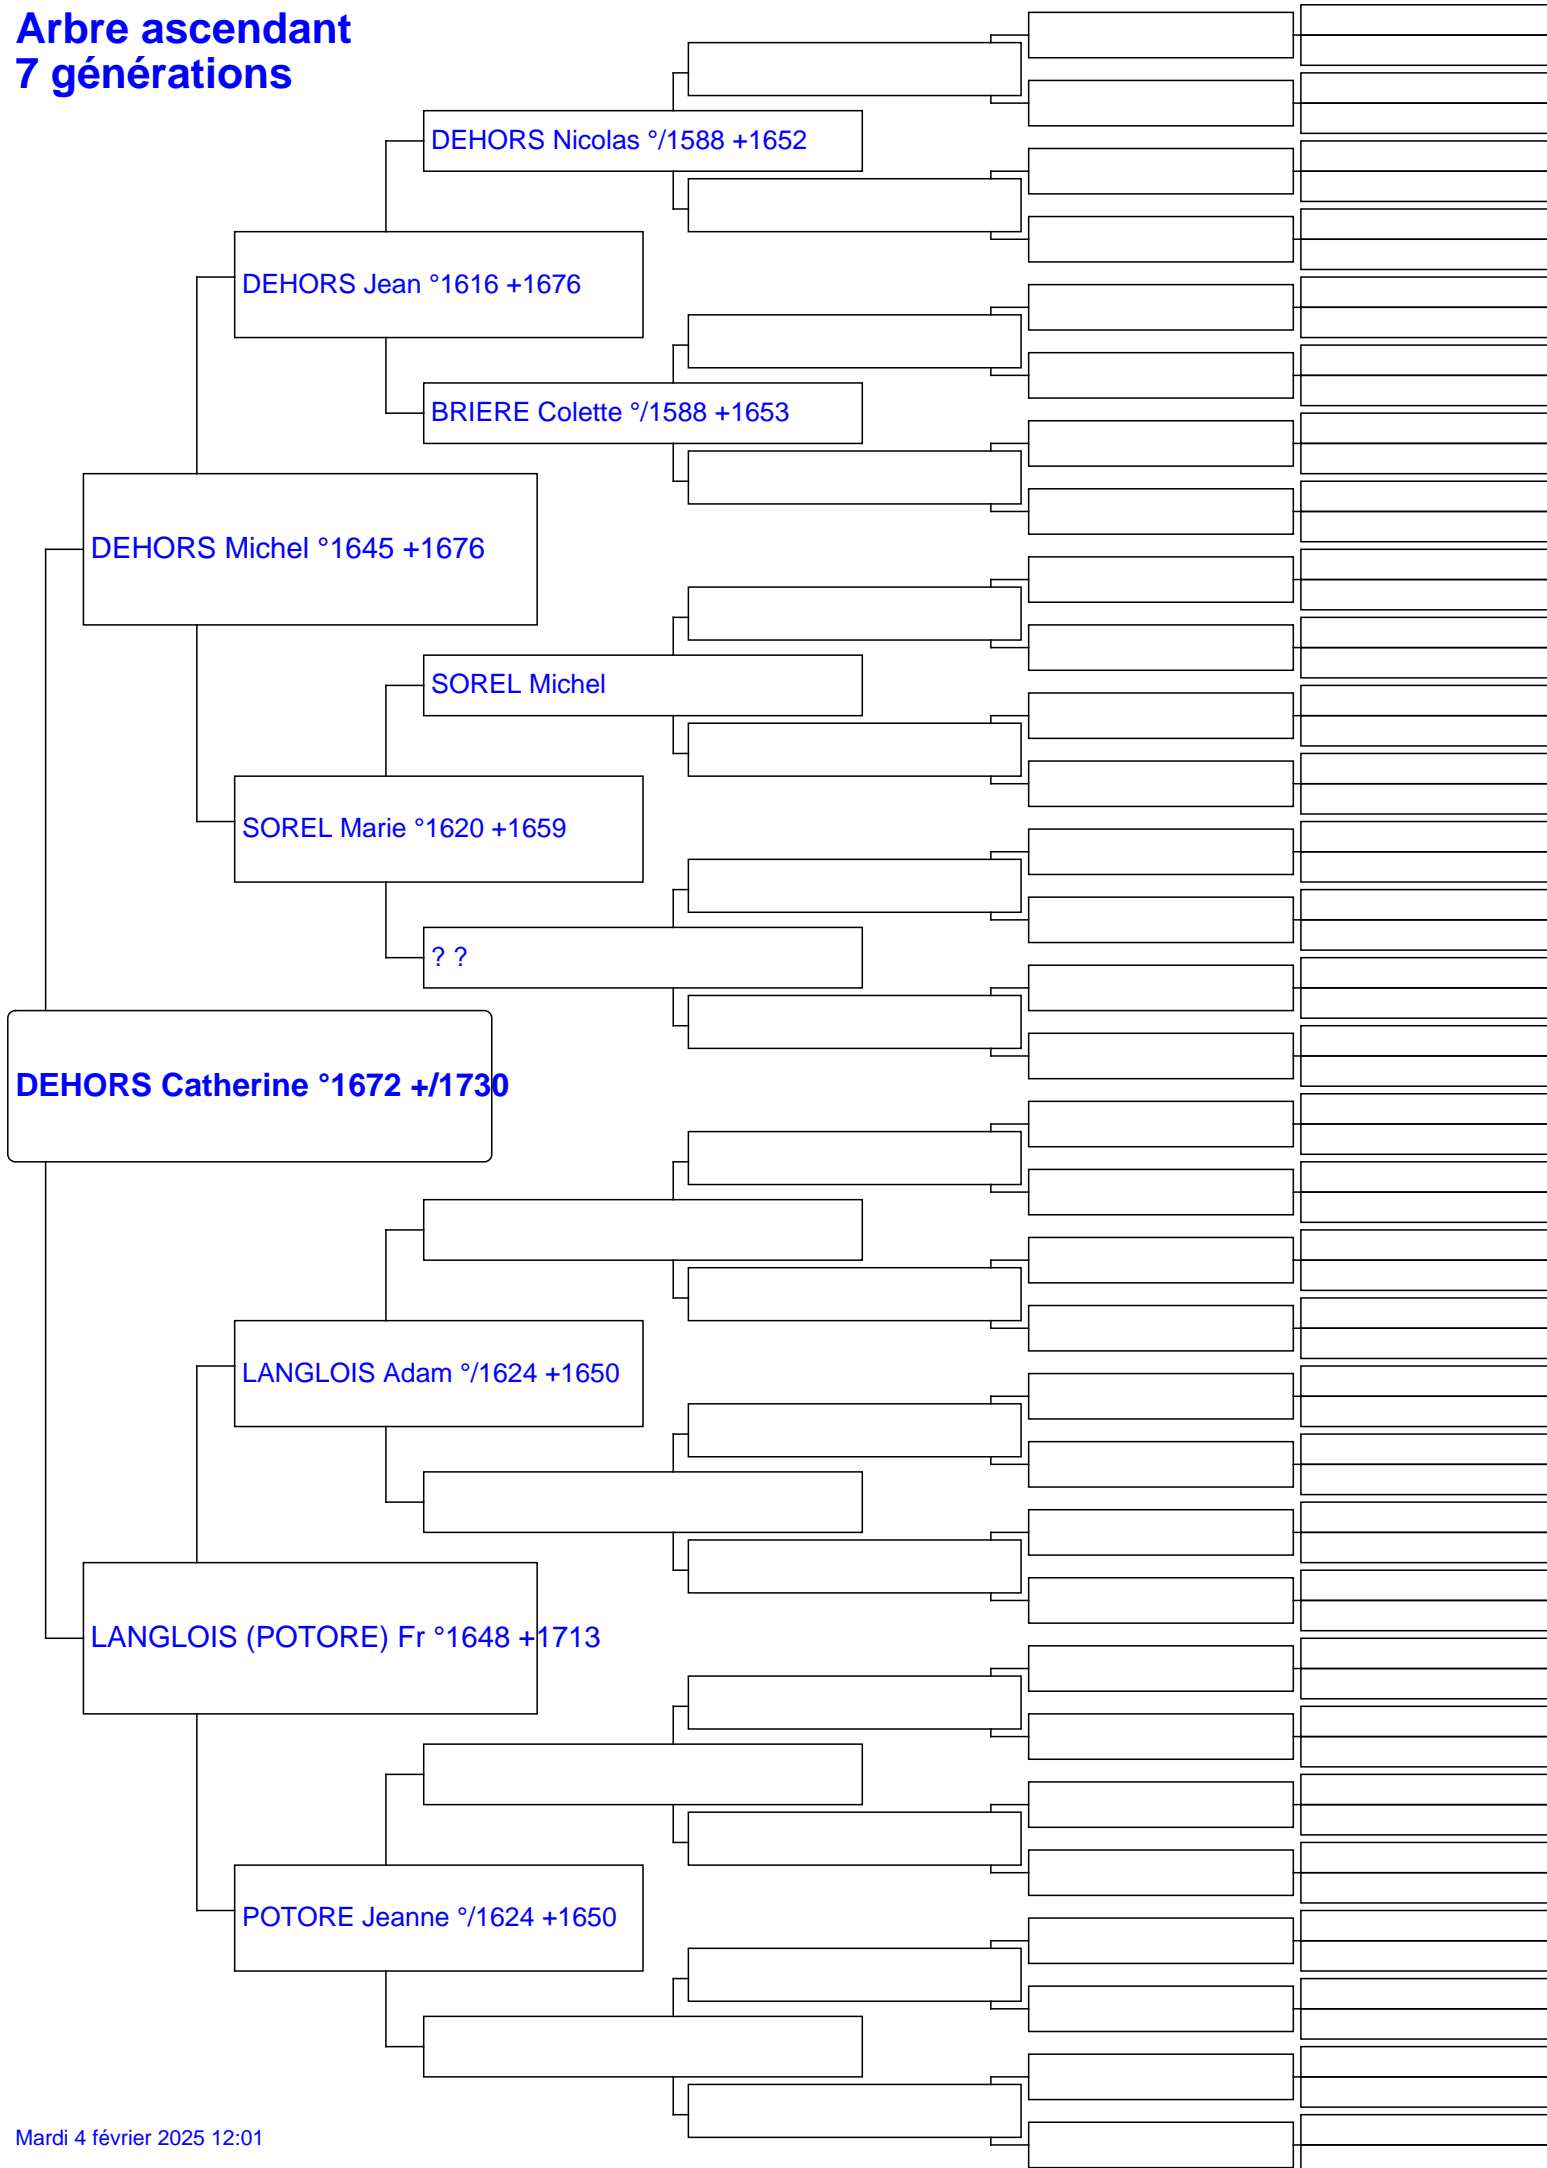 Arbre ascendant
7 générations
DEHORS Nicolas °/1588 +1652
DEHORS Jean °1616 +1676
BRIERE Colette °/1588 +1653
DEHORS Michel °1645 +1676
SOREL Michel
SOREL Marie °1620 +1659
? ?
DEHORS Catherine °1672 +/1730
LANGLOIS Adam °/1624 +1650
LANGLOIS (POTORE) Fr °1648 +1713
POTORE Jeanne °/1624 +1650
Mardi 4 février 2025 12:01